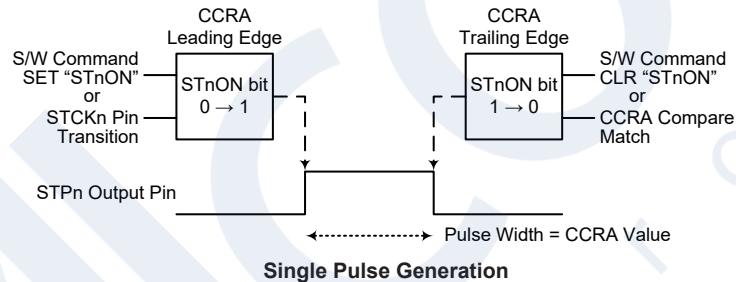 CCRA
Leading Edge
CCRA
Trailing Edge
S/W Command
SET “STnON”
or
STCKn Pin
Transition
STnON bit
0 → 1
STnON bit
1 → 0
S/W Command
CLR “STnON”
or
CCRA Compare
Match
STPn Output Pin
Pulse Width = CCRA Value
Single Pulse Generation